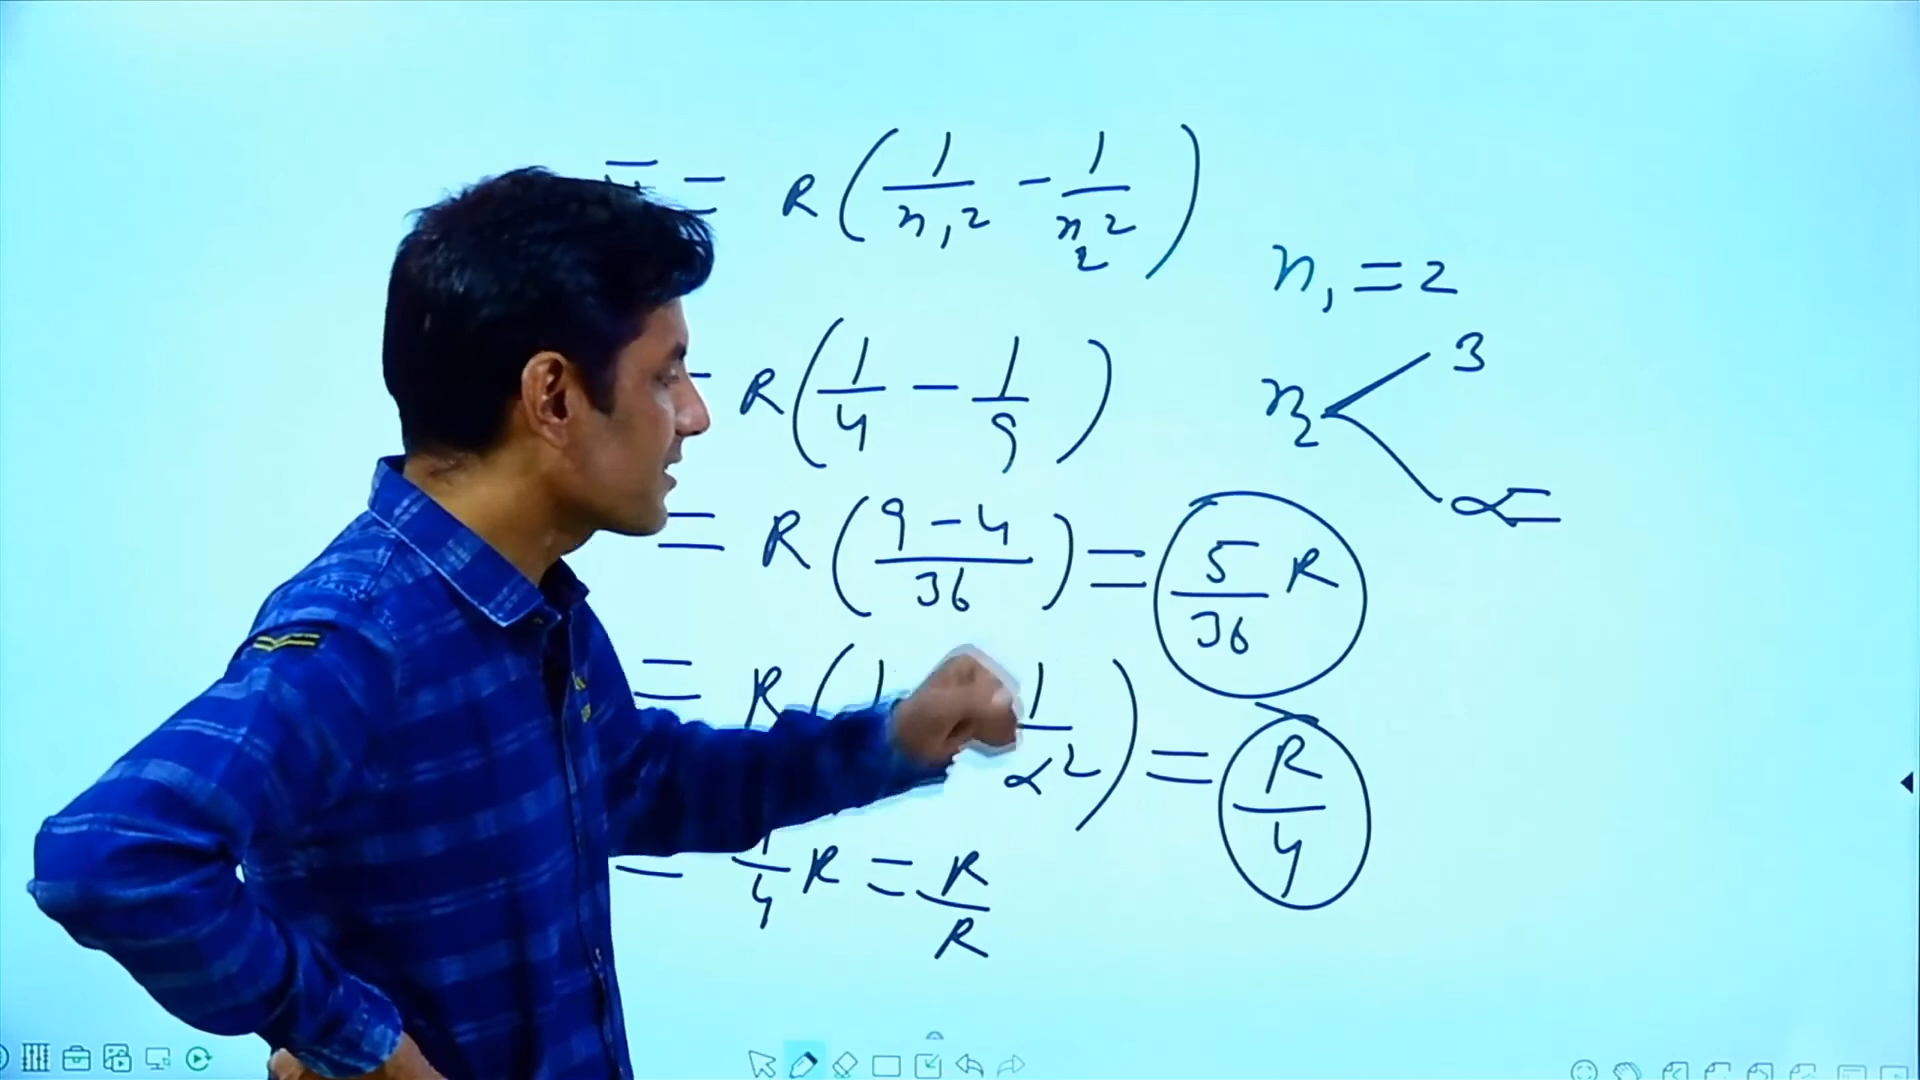 = R(1/n₁² - 1/n₂²)
n₁ = 2
n₂ < 3
∝
R(1/4 - 1/9)
= R(9-4/36) = 5/36 R
= R(1 1/∝²) = R/4
= 1/4 R = R/R